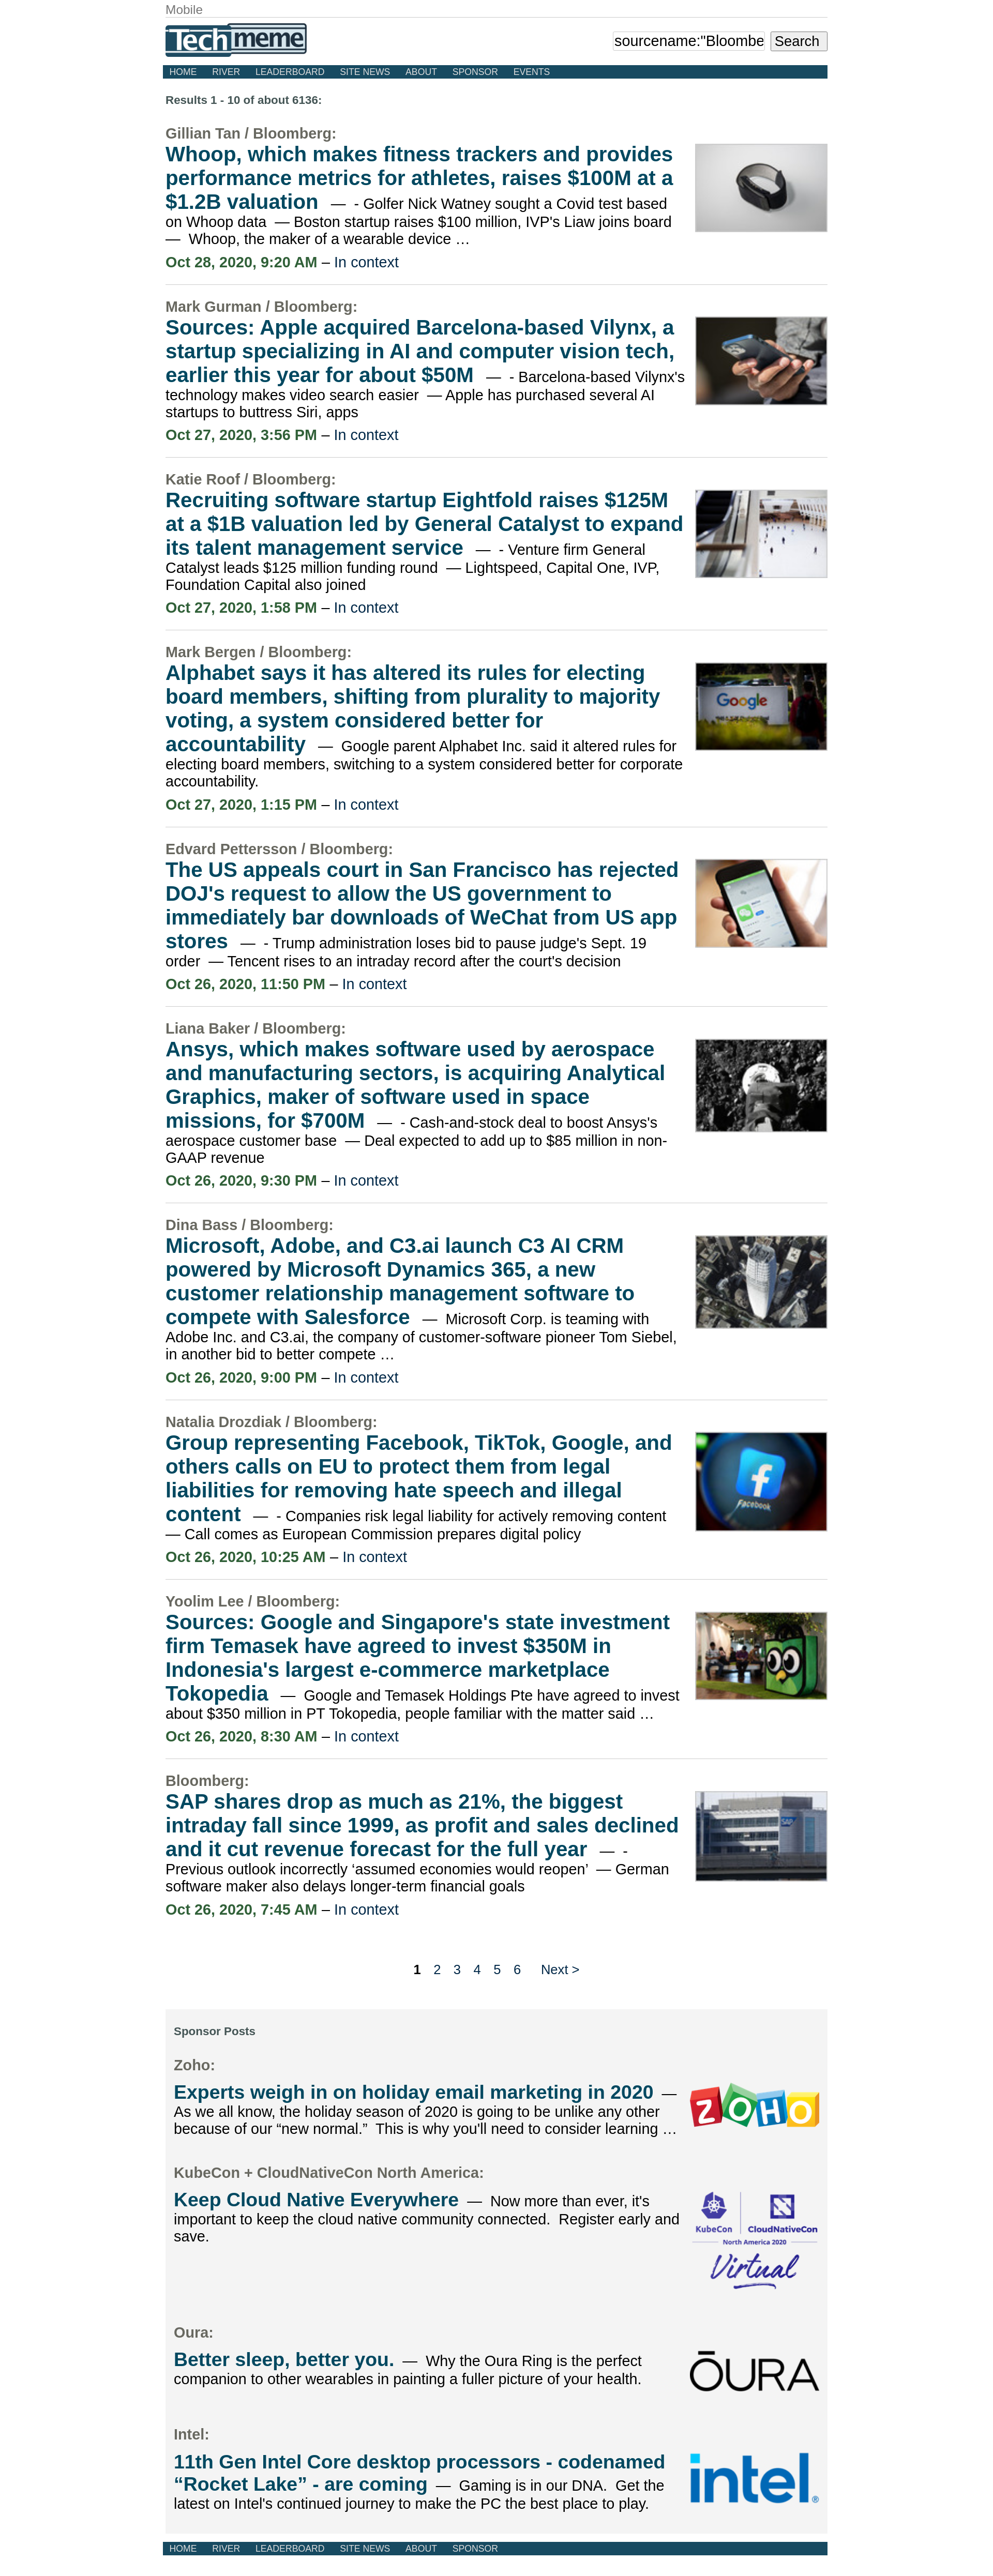 Mobile
Techmeme
sourcename:"Bloombe
Search
HOME RIVER LEADERBOARD SITE NEWS ABOUT SPONSOR EVENTS
Results 1 - 10 of about 6136:
Gillian Tan / Bloomberg:
Whoop, which makes fitness trackers and provides
performance metrics for athletes, raises $100M at a
$1.2B valuation — - Golfer Nick Watney sought a Covid test based
on Whoop data — Boston startup raises $100 million, IVP's Liaw joins board
— Whoop, the maker of a wearable device …
Oct 28, 2020, 9:20 AM – In context
Mark Gurman / Bloomberg:
Sources: Apple acquired Barcelona-based Vilynx, a
startup specializing in AI and computer vision tech,
earlier this year for about $50M — - Barcelona-based Vilynx's
technology makes video search easier — Apple has purchased several AI
startups to buttress Siri, apps
Oct 27, 2020, 3:56 PM – In context
Katie Roof / Bloomberg:
Recruiting software startup Eightfold raises $125M
at a $1B valuation led by General Catalyst to expand
its talent management service — - Venture firm General
Catalyst leads $125 million funding round — Lightspeed, Capital One, IVP,
Foundation Capital also joined
Oct 27, 2020, 1:58 PM – In context
Mark Bergen / Bloomberg:
Alphabet says it has altered its rules for electing
board members, shifting from plurality to majority
voting, a system considered better for
accountability — Google parent Alphabet Inc. said it altered rules for
electing board members, switching to a system considered better for corporate
accountability.
Google
Oct 27, 2020, 1:15 PM – In context
Edvard Pettersson / Bloomberg:
The US appeals court in San Francisco has rejected
DOJ's request to allow the US government to
immediately bar downloads of WeChat from US app
stores — - Trump administration loses bid to pause judge's Sept. 19
order — Tencent rises to an intraday record after the court's decision
Oct 26, 2020, 11:50 PM – In context
Liana Baker / Bloomberg:
Ansys, which makes software used by aerospace
and manufacturing sectors, is acquiring Analytical
Graphics, maker of software used in space
missions, for $700M — - Cash-and-stock deal to boost Ansys's
aerospace customer base — Deal expected to add up to $85 million in non-
GAAP revenue
Oct 26, 2020, 9:30 PM – In context
Dina Bass / Bloomberg:
Microsoft, Adobe, and C3.ai launch C3 AI CRM
powered by Microsoft Dynamics 365, a new
customer relationship management software to
compete with Salesforce — Microsoft Corp. is teaming with
Adobe Inc. and C3.ai, the company of customer-software pioneer Tom Siebel,
in another bid to better compete …
Oct 26, 2020, 9:00 PM – In context
Natalia Drozdiak / Bloomberg:
Group representing Facebook, TikTok, Google, and
others calls on EU to protect them from legal
liabilities for removing hate speech and illegal
content — - Companies risk legal liability for actively removing content
— Call comes as European Commission prepares digital policy
Facebook
Oct 26, 2020, 10:25 AM – In context
Yoolim Lee / Bloomberg:
Sources: Google and Singapore's state investment
firm Temasek have agreed to invest $350M in
Indonesia's largest e-commerce marketplace
Tokopedia — Google and Temasek Holdings Pte have agreed to invest
about $350 million in PT Tokopedia, people familiar with the matter said …
Oct 26, 2020, 8:30 AM – In context
Bloomberg:
SAP shares drop as much as 21%, the biggest
intraday fall since 1999, as profit and sales declined
and it cut revenue forecast for the full year — -
Previous outlook incorrectly ‘assumed economies would reopen’ — German
software maker also delays longer-term financial goals
Oct 26, 2020, 7:45 AM – In context
1 2 3 4 5 6 Next >
Sponsor Posts
Zoho:
Experts weigh in on holiday email marketing in 2020 —
As we all know, the holiday season of 2020 is going to be unlike any other
because of our “new normal.” This is why you'll need to consider learning …
ZOHO
KubeCon + CloudNativeCon North America:
Keep Cloud Native Everywhere — Now more than ever, it's
important to keep the cloud native community connected. Register early and
save.
KubeCon CloudNativeCon
North America 2020
Virtual
Oura:
Better sleep, better you. — Why the Oura Ring is the perfect
companion to other wearables in painting a fuller picture of your health.
ŌURA
Intel:
11th Gen Intel Core desktop processors - codenamed
“Rocket Lake” - are coming — Gaming is in our DNA. Get the
latest on Intel's continued journey to make the PC the best place to play.
intel®
HOME RIVER LEADERBOARD SITE NEWS ABOUT SPONSOR